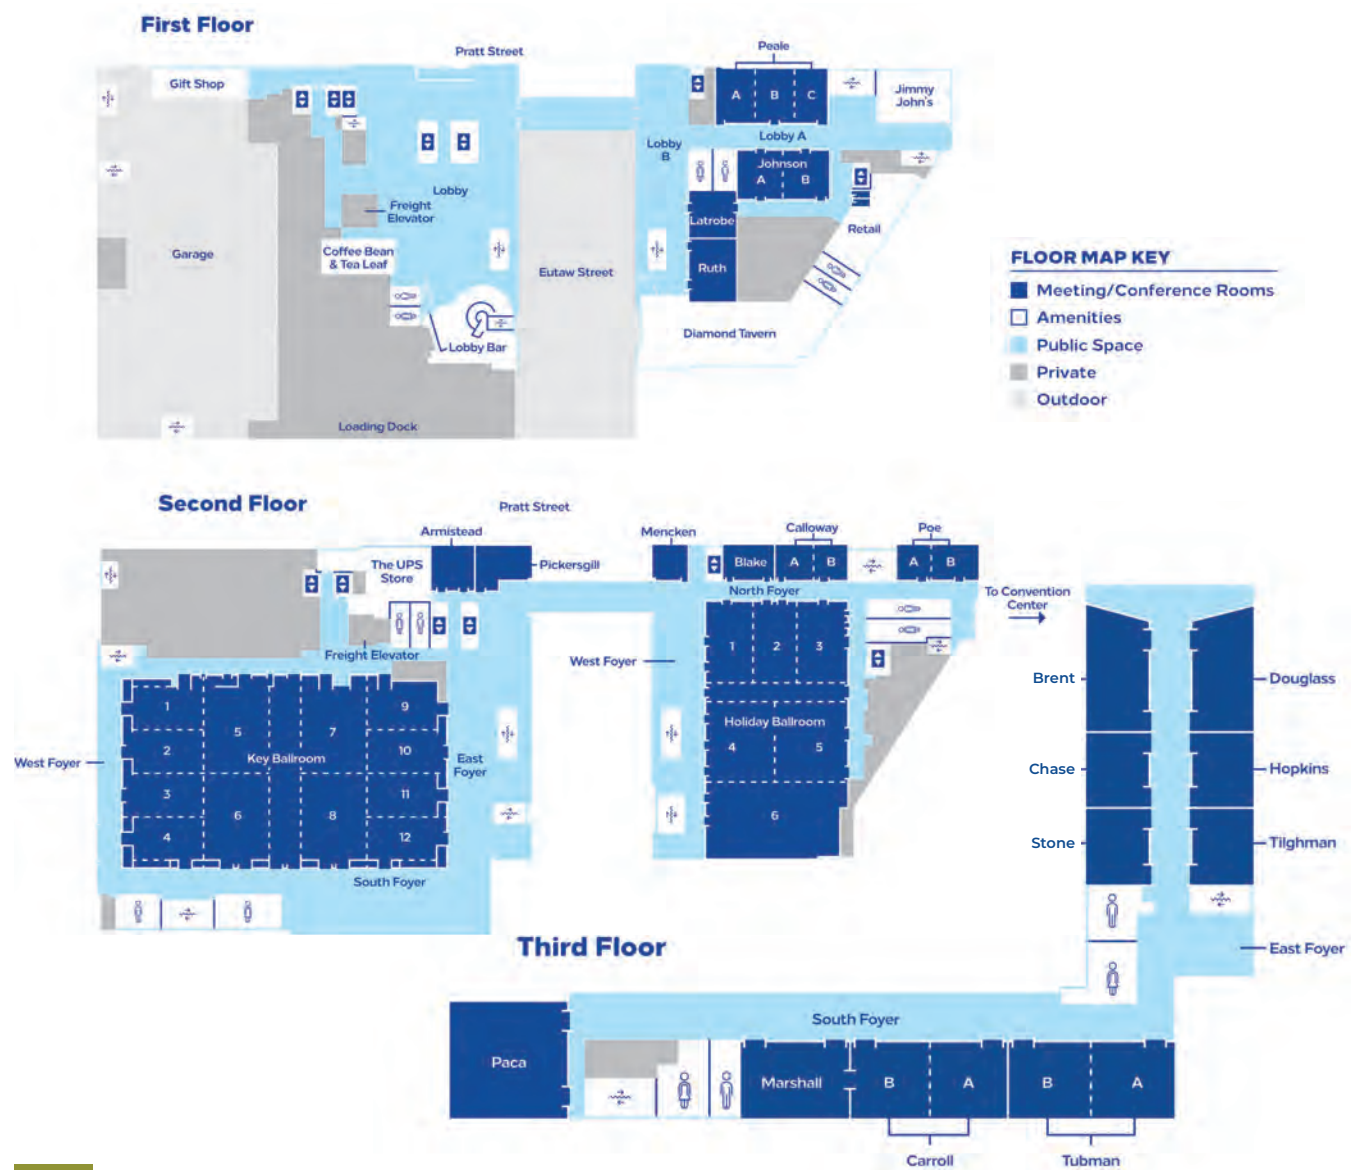 First Floor
Pratt Street
Peale
Gift Shop
A
B
C
Jimmy
John's
Lobby A
Lobby
B
Johnson
A
B
Lobby
Freight
Elevator
Latrobe
Retail
Garage
Coffee Bean
& Tea Leaf
Eutaw Street
Ruth
Lobby Bar
Diamond Tavern
Loading Dock
FLOOR MAP KEY
Meeting/Conference Rooms
Amenities
Public Space
Private
Outdoor
Second Floor
Pratt Street
Armistead
Mencken
Calloway
Poe
The UPS
Store
Pickersgill
Blake
A
B
A
B
North Foyer
To Convention
Center
Freight Elevator
West Foyer
1
2
3
Holiday Ballroom
4
5
6
1
5
7
9
2
Key Ballroom
10
West Foyer
East
Foyer
3
6
8
11
4
12
South Foyer
Brent
Douglass
Chase
Hopkins
Stone
Tilghman
East Foyer
Third Floor
South Foyer
Paca
Marshall
B
A
B
A
Carroll
Tubman